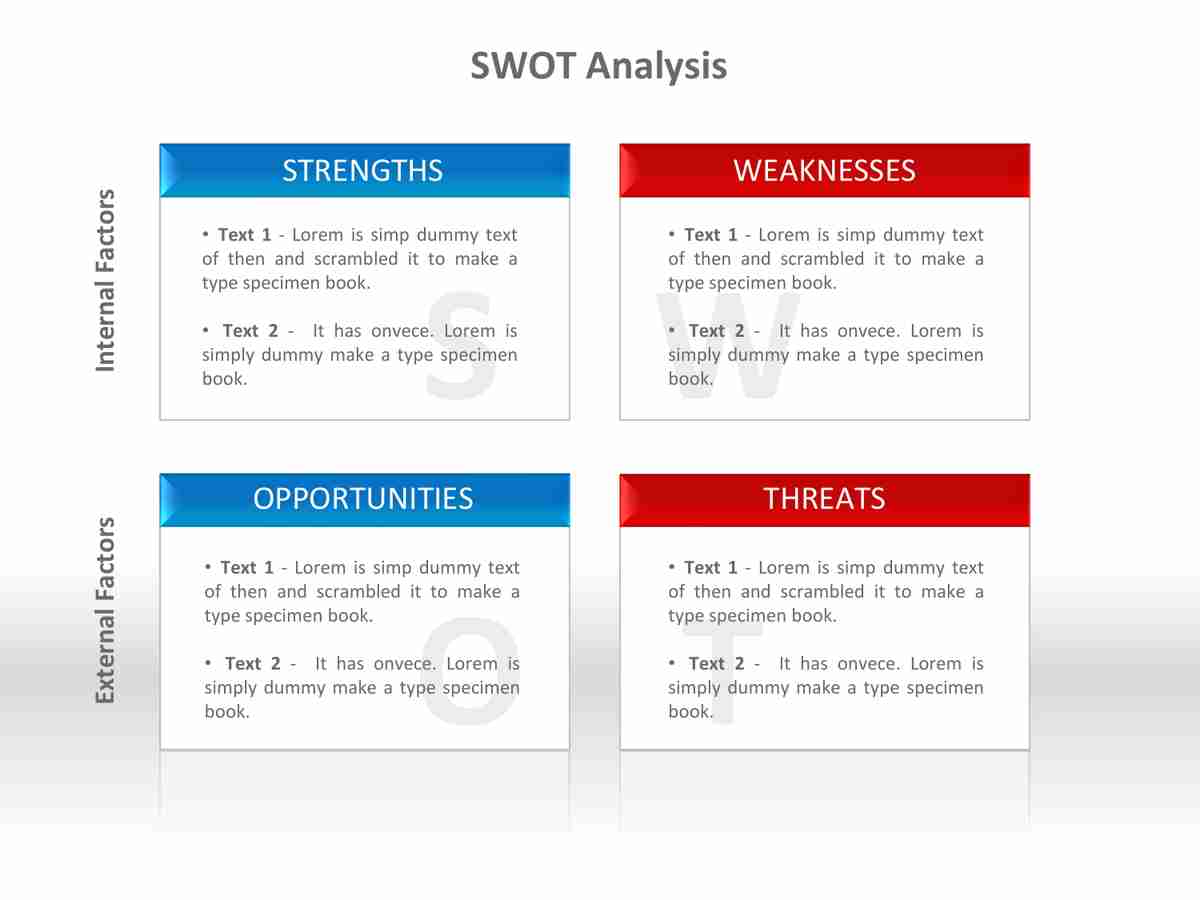 SWOT Analysis
Internal Factors
STRENGTHS
• Text 1 - Lorem is simp dummy text
of then and scrambled it to make a
type specimen book.
• Text 2 - It has onvece. Lorem is
simply dummy make a type specimen
book.
S
WEAKNESSES
• Text 1 - Lorem is simp dummy text
of then and scrambled it to make a
type specimen book.
• Text 2 - It has onvece. Lorem is
simply dummy make a type specimen
book.
W
External Factors
OPPORTUNITIES
• Text 1 - Lorem is simp dummy text
of then and scrambled it to make a
type specimen book.
• Text 2 - It has onvece. Lorem is
simply dummy make a type specimen
book.
O
THREATS
• Text 1 - Lorem is simp dummy text
of then and scrambled it to make a
type specimen book.
• Text 2 - It has onvece. Lorem is
simply dummy make a type specimen
book.
T